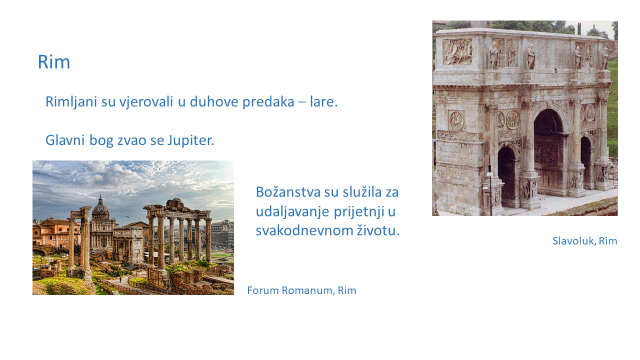 Rim
Rimljani su vjerovali u duhove predaka – lare.
Glavni bog zvao se Jupiter.
Božanstva su služila za
udaljavanje prijetnji u
svakodnevnom životu.
Slavoluk, Rim
Forum Romanum, Rim